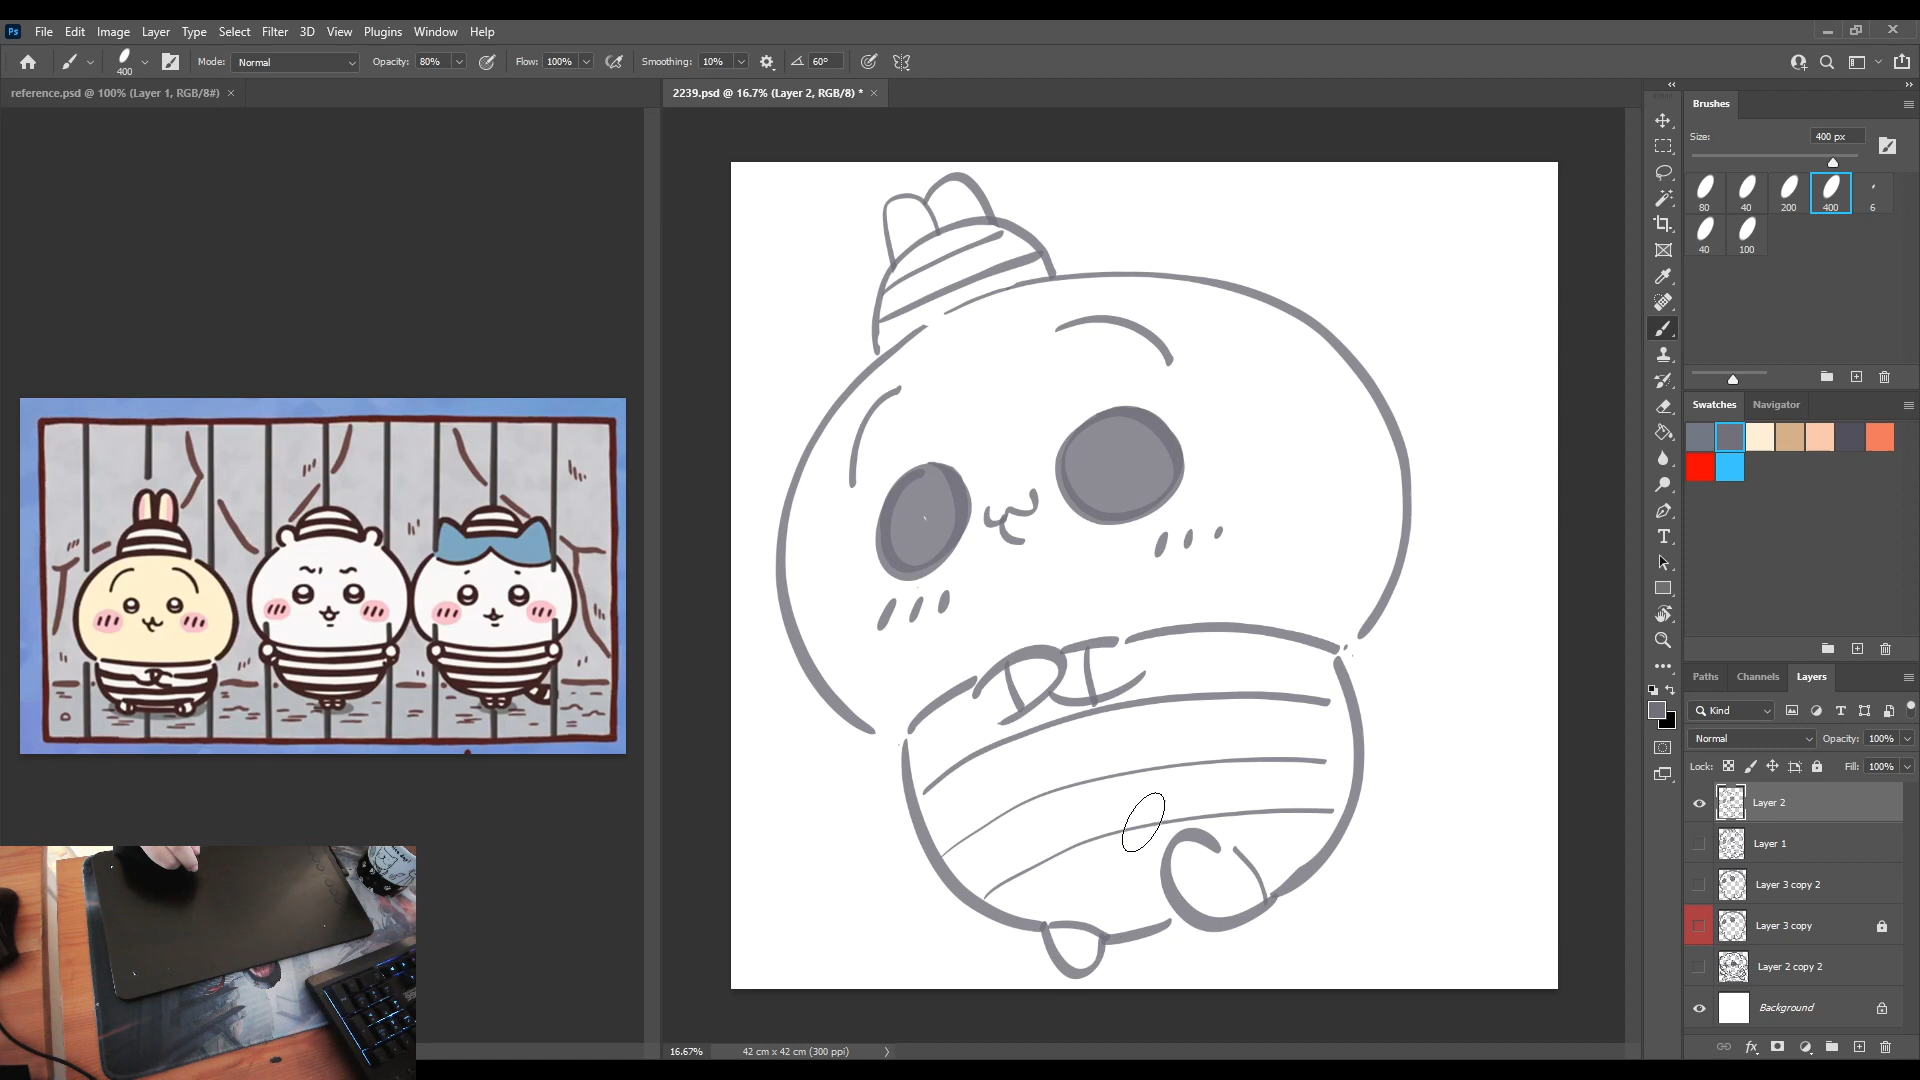 Ps File Edit Image Layer Type Select Filter 3D View Plugins Window Help
400 Mode: Normal Opacity: 80% Flow: 100% Smoothing: 10% 60°
reference.psd @ 100% (Layer 1, RGB/8#) ×
2239.psd @ 16.7% (Layer 2, RGB/8) * ×
Brushes
Size: 400 px
80 40 200 400 6
40 100
Swatches Navigator
Paths Channels Layers
Kind
Normal Opacity: 100%
Lock: Fill: 100%
Layer 2
Layer 1
Layer 3 copy 2
Layer 3 copy
Layer 2 copy 2
Background
16.67% 42 cm x 42 cm (300 ppi)